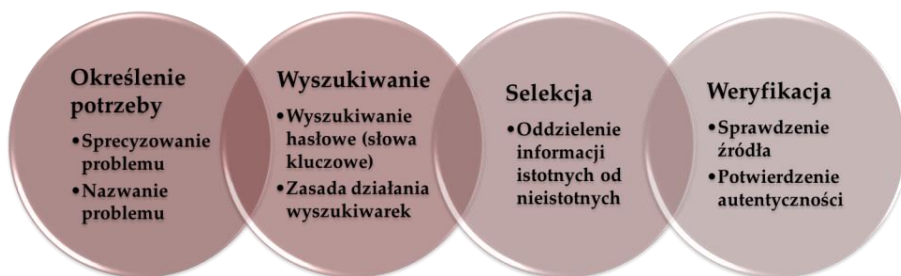 Określenie
potrzeby
•Sprecyzowanie
problemu
•Nazwanie
problemu
Wyszukiwanie
•Wyszukiwanie
hasłowe (słowa
kluczowe)
•Zasada działania
wyszukiwarek
Selekcja
•Oddzielenie
informacji
istotnych od
nieistotnych
Weryfikacja
•Sprawdzenie
źródła
•Potwierdzenie
autentyczności